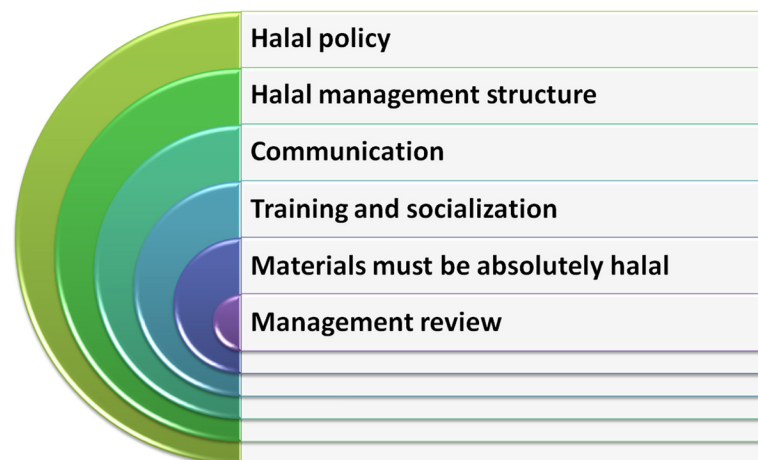 Halal policy
Halal management structure
Communication
Training and socialization
Materials must be absolutely halal
Management review